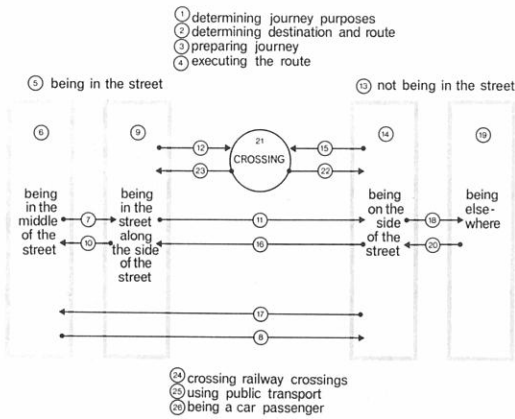 1 determining journey purposes
2 determining destination and route
3 preparing journey
4 executing the route
5 being in the street
13 not being in the street
6
9
21
CROSSING
14
19
12
15
23
22
being
in the
middle
of the
street
being
in the
street
along
the side
of the
street
being
on the
side
of the
street
being
else-
where
7
11
18
10
16
20
17
8
24 crossing railway crossings
25 using public transport
26 being a car passenger